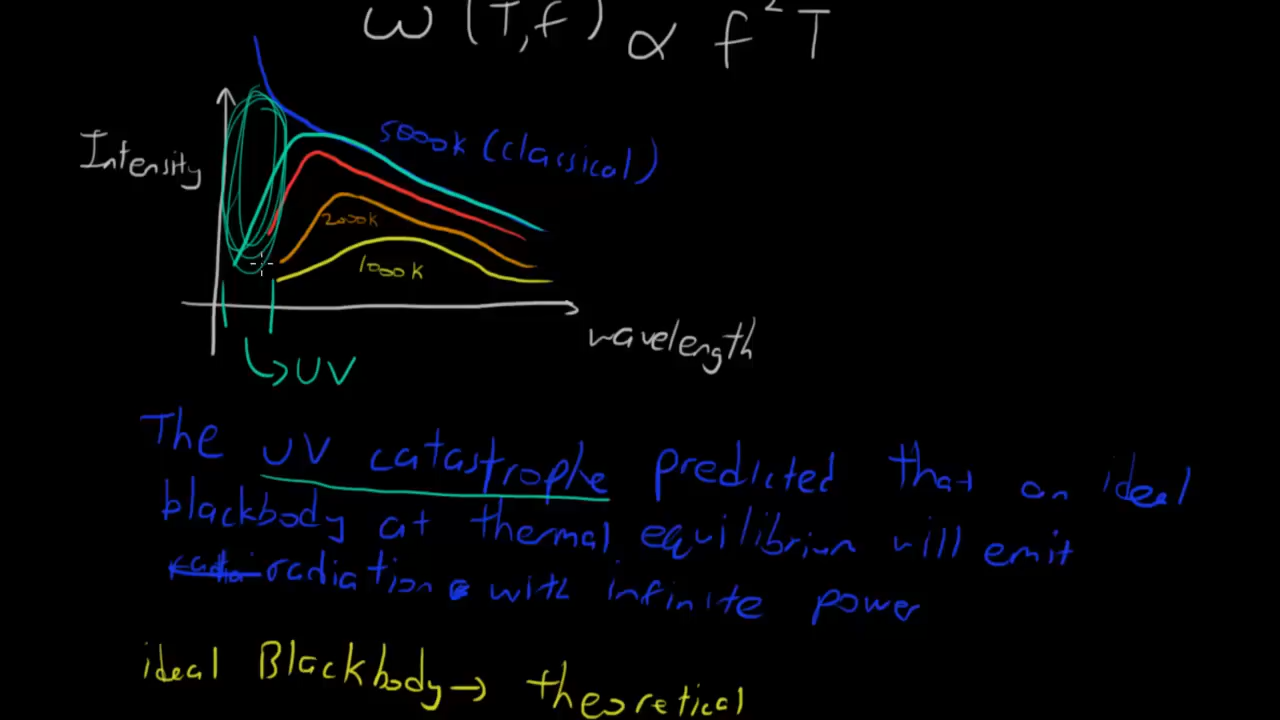 ω (T,f) ∝ f²T
5000k (classical)
Intensity
2000k
1000k
wavelength
UV
The UV catastrophe predicted that an ideal
blackbody at thermal equilibrium will emit
radiation with infinite power
ideal Blackbody → theoretical